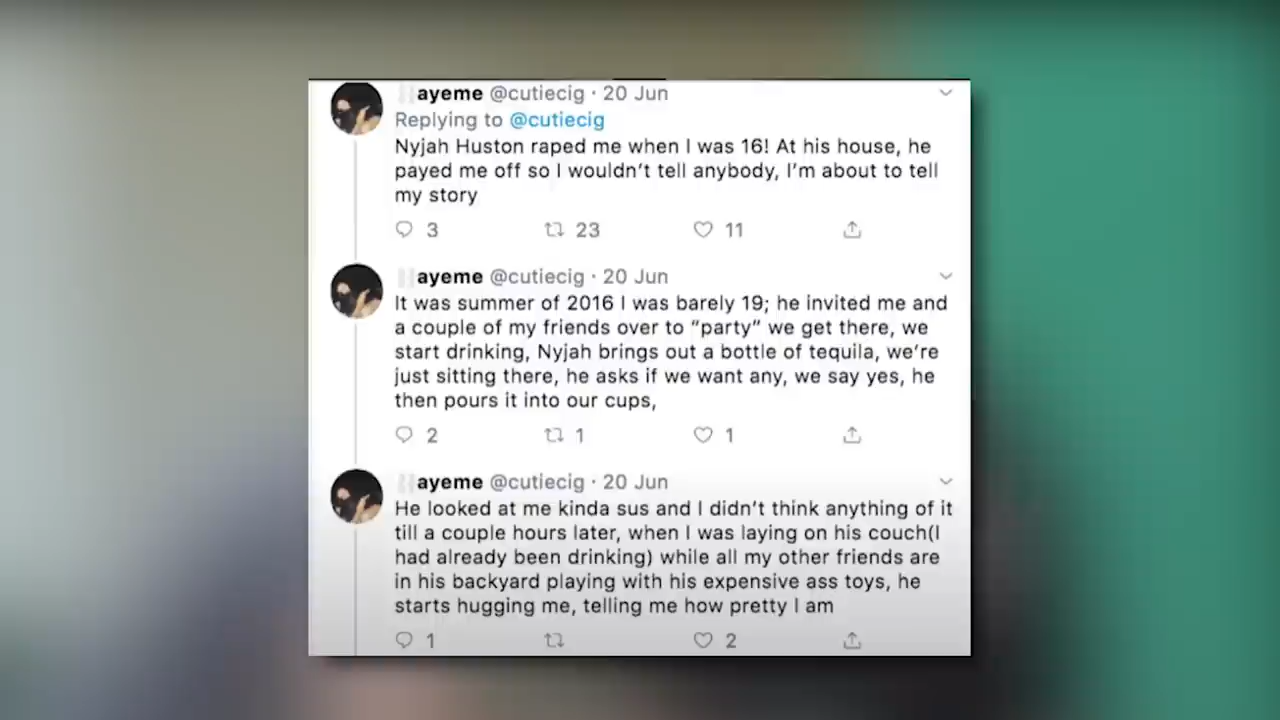 ayeme @cutiecig · 20 Jun
Replying to @cutiecig
Nyjah Huston raped me when I was 16! At his house, he
payed me off so I wouldn't tell anybody, I'm about to tell
my story
3 23 11
ayeme @cutiecig · 20 Jun
It was summer of 2016 I was barely 19; he invited me and
a couple of my friends over to “party” we get there, we
start drinking, Nyjah brings out a bottle of tequila, we're
just sitting there, he asks if we want any, we say yes, he
then pours it into our cups,
2 1 1
ayeme @cutiecig · 20 Jun
He looked at me kinda sus and I didn't think anything of it
till a couple hours later, when I was laying on his couch(I
had already been drinking) while all my other friends are
in his backyard playing with his expensive ass toys, he
starts hugging me, telling me how pretty I am
1 2